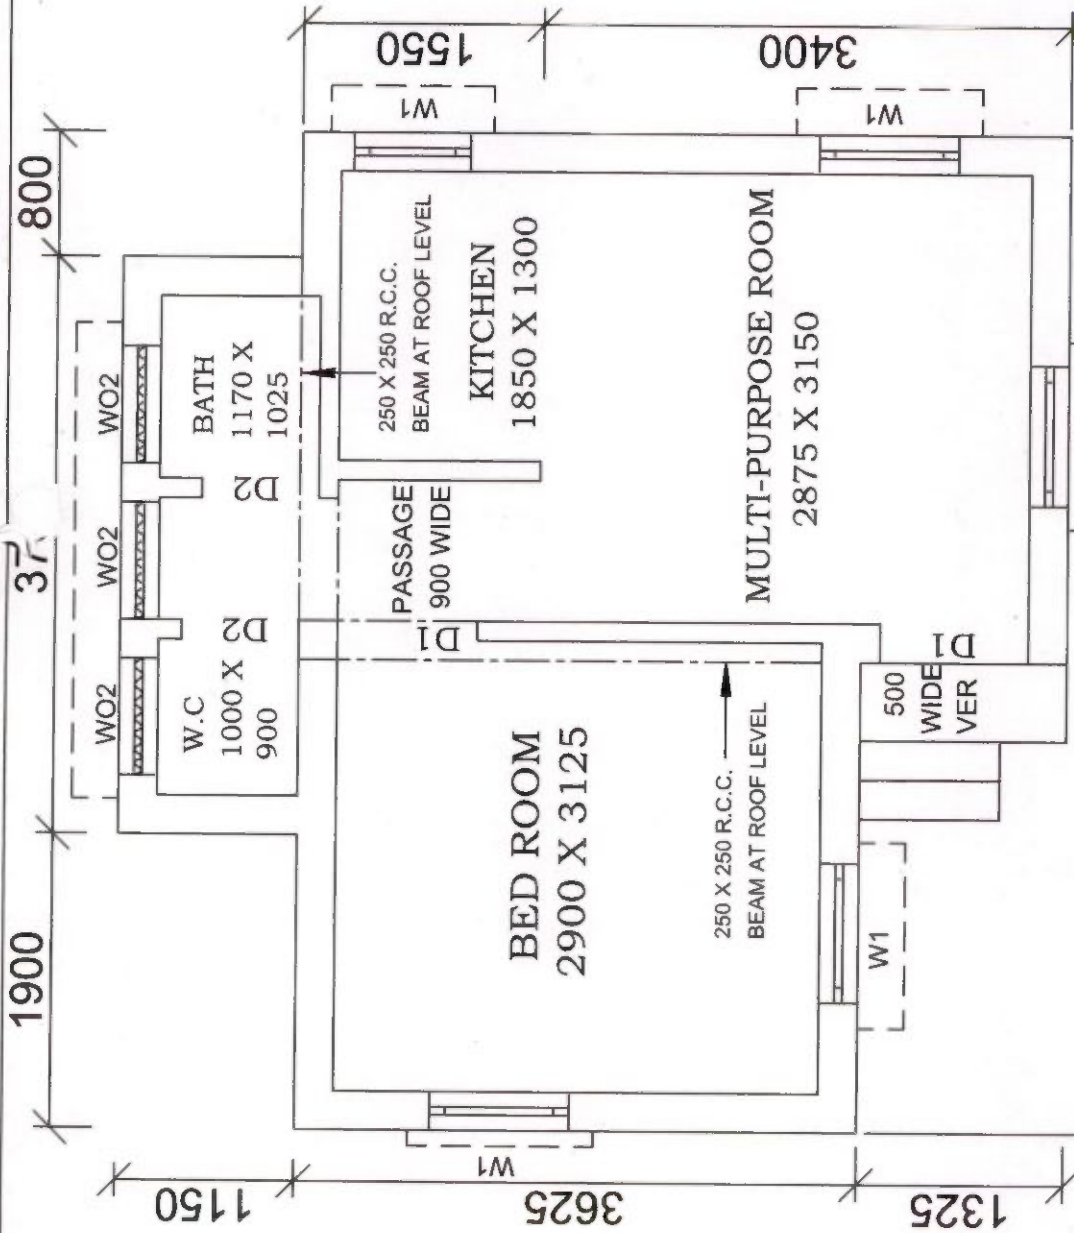 1900
800
1150
3625
1325
1550
3400
WO2
WO2
WO2
W.C
1000 X
900
D2
D2
BATH
1170 X
1025
250 X 250 R.C.C.
BEAM AT ROOF LEVEL
KITCHEN
1850 X 1300
W1
PASSAGE
900 WIDE
D1
BED ROOM
2900 X 3125
W1
250 X 250 R.C.C.
BEAM AT ROOF LEVEL
W1
MULTI-PURPOSE ROOM
2875 X 3150
W1
D1
500
WIDE
VER